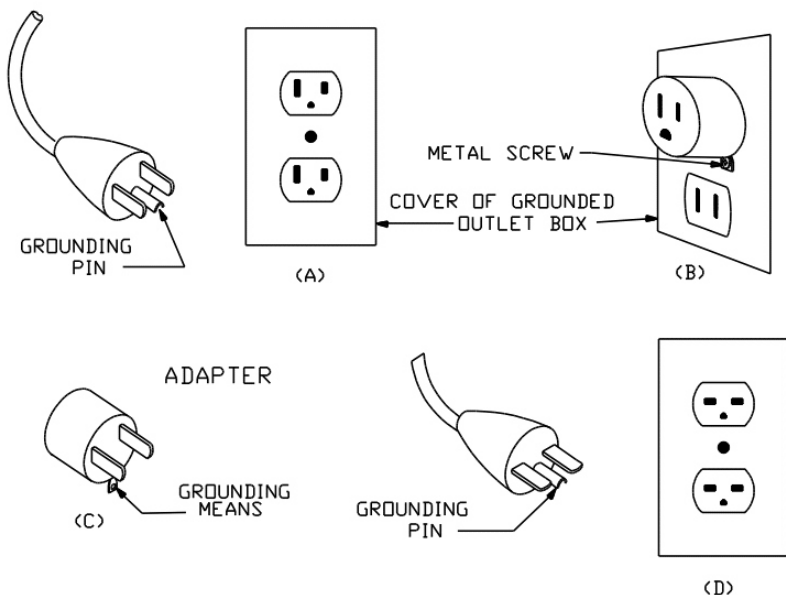 METAL SCREW
COVER OF GROUNDED
OUTLET BOX
GROUNDING
PIN
(A)
(B)
ADAPTER
GROUNDING
MEANS
(C)
GROUNDING
PIN
(D)